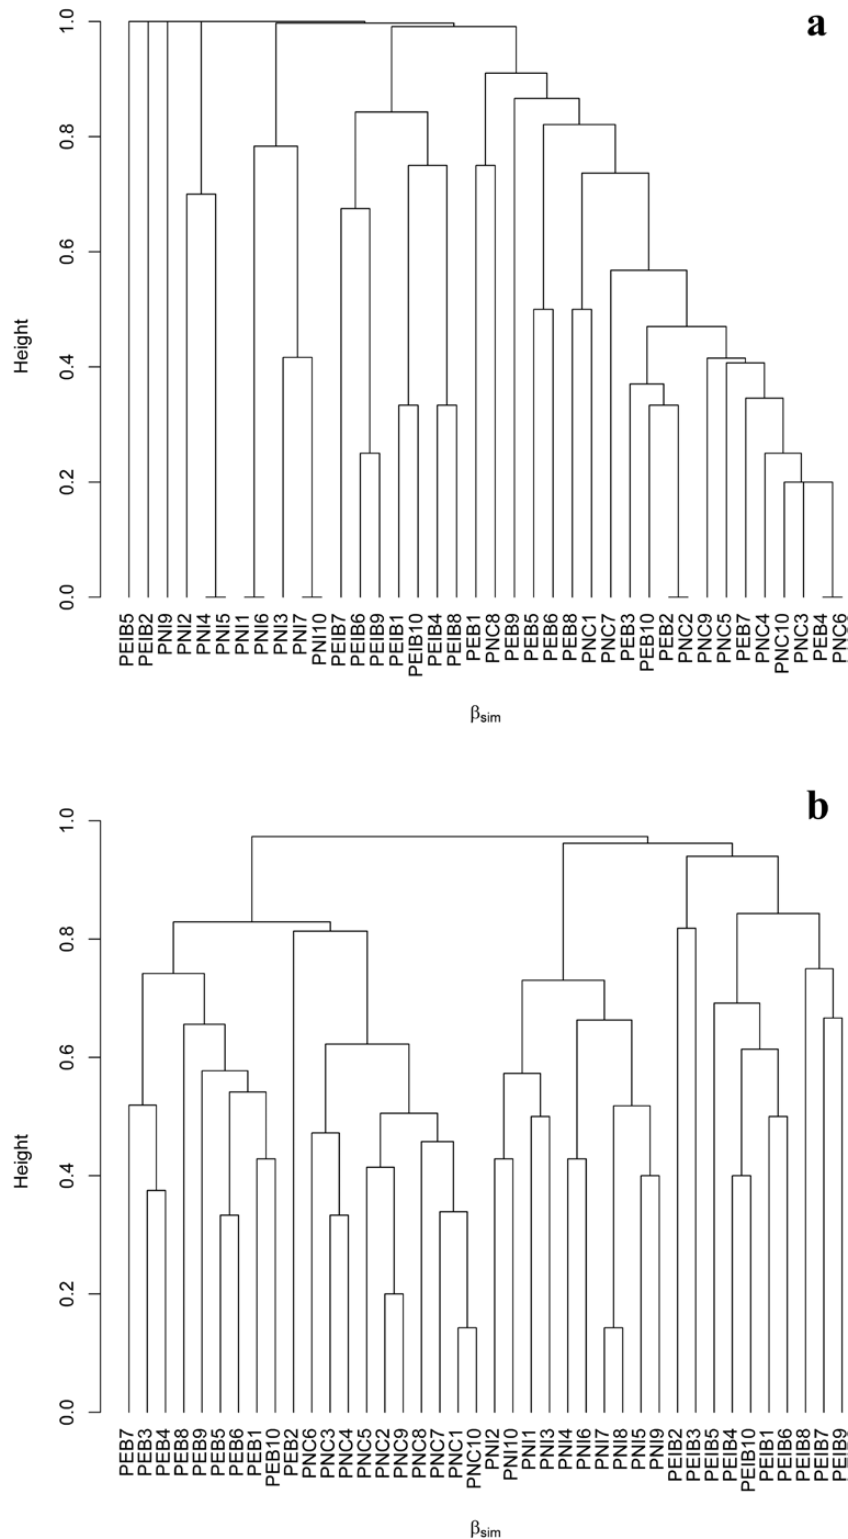 a
Height
1.0
0.8
0.6
0.4
0.2
0.0
PEIB5
PEIB2
PNI9
PNI2
PNI4
PNI5
PNI1
PNI6
PNI3
PNI7
PNI10
PEIB7
PEIB6
PEIB9
PEIB1
PEIB10
PEIB4
PEIB8
PEB1
PNC8
PEB9
PEB5
PEB6
PEB8
PNC1
PNC7
PEB3
PEB10
PEB2
PNC2
PNC9
PNC5
PEB7
PNC4
PNC10
PNC3
PEB4
PNC6
βsim
b
Height
1.0
0.8
0.6
0.4
0.2
0.0
PEB7
PEB3
PEB4
PEB8
PEB9
PEB5
PEB6
PEB1
PEB10
PEB2
PNC6
PNC3
PNC4
PNC5
PNC2
PNC9
PNC8
PNC7
PNC1
PNC10
PNI2
PNI10
PNI1
PNI3
PNI4
PNI6
PNI7
PNI8
PNI5
PNI9
PEIB2
PEIB3
PEIB5
PEIB4
PEIB10
PEIB1
PEIB6
PEIB8
PEIB7
PEIB9
βsim